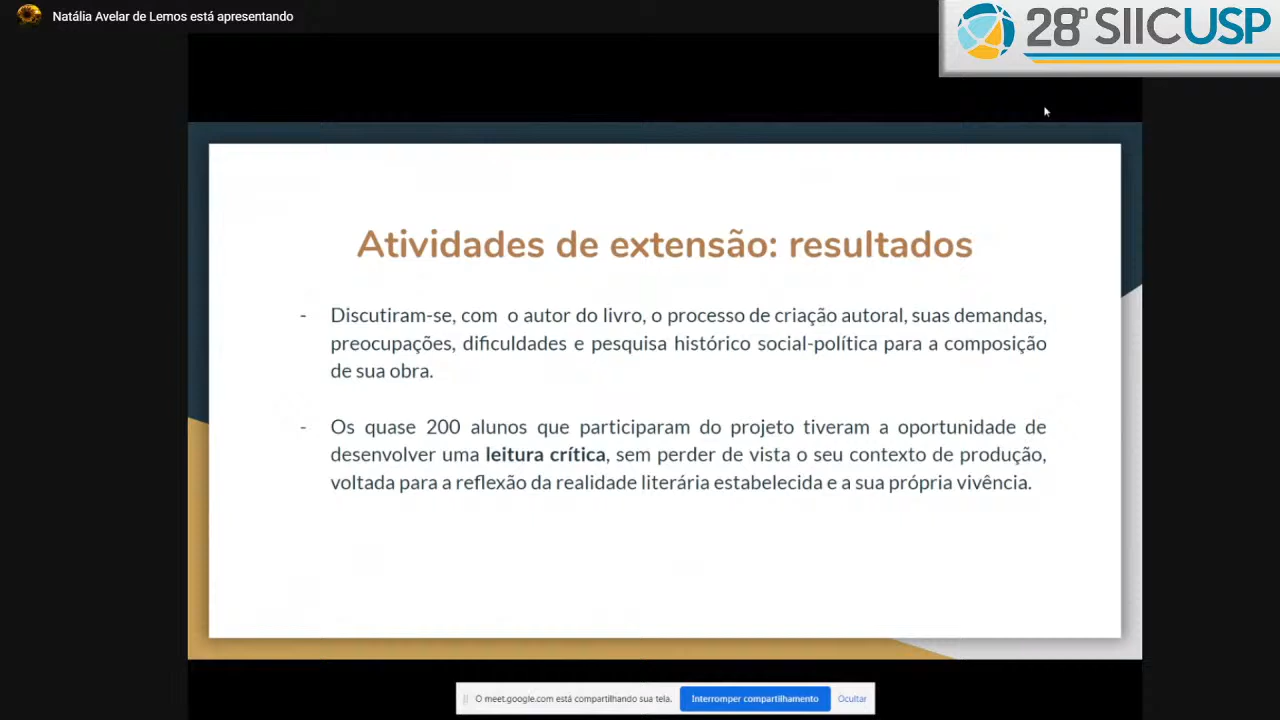 Natália Avelar de Lemos está apresentando
28º SIICUSP
Atividades de extensão: resultados
- Discutiram-se, com o autor do livro, o processo de criação autoral, suas demandas,
preocupações, dificuldades e pesquisa histórico social-política para a composição
de sua obra.
- Os quase 200 alunos que participaram do projeto tiveram a oportunidade de
desenvolver uma leitura crítica, sem perder de vista o seu contexto de produção,
voltada para a reflexão da realidade literária estabelecida e a sua própria vivência.
O meet.google.com está compartilhando sua tela. Interromper compartilhamento Ocultar